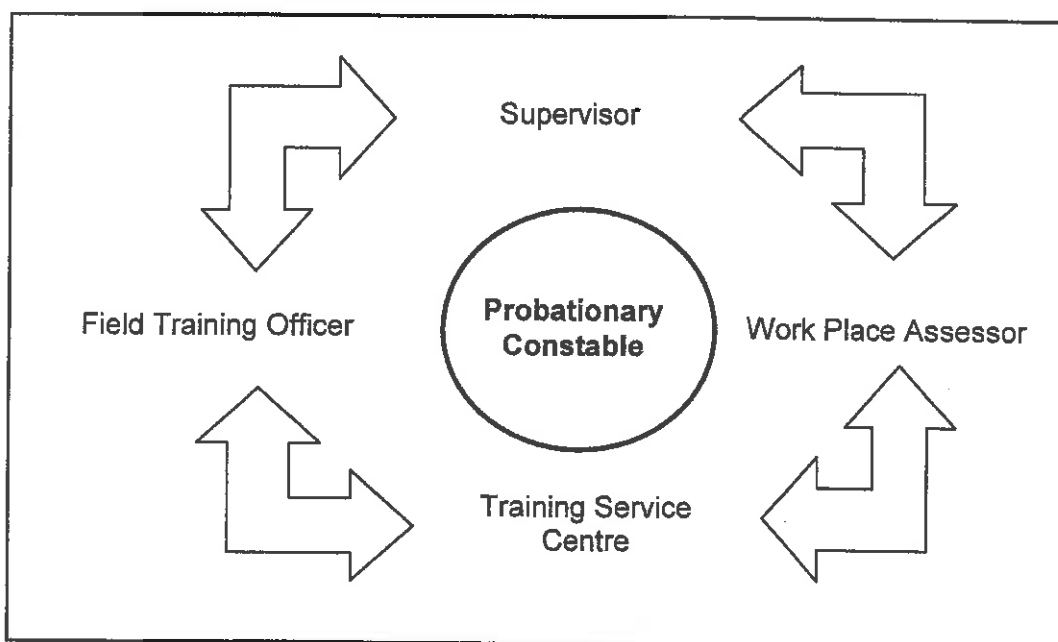 Supervisor
Field Training Officer
Probationary
Constable
Work Place Assessor
Training Service
Centre